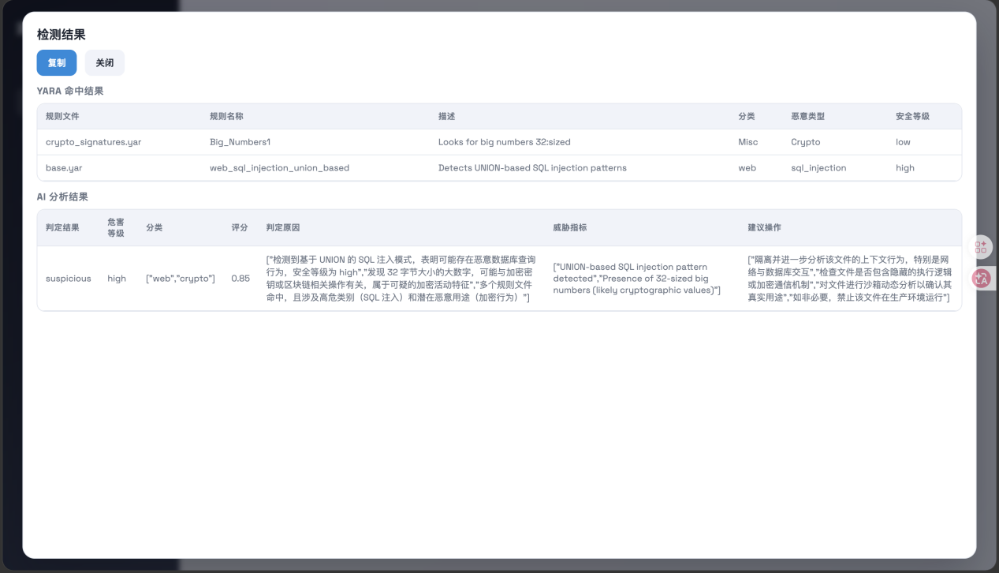 检测结果
复制 关闭
YARA 命中结果
规则文件 规则名称 描述 分类 恶意类型 安全等级
crypto_signatures.yar Big_Numbers1 Looks for big numbers 32:sized Misc Crypto low
base.yar web_sql_injection_union_based Detects UNION-based SQL injection patterns web sql_injection high
AI 分析结果
判定结果 危害等级 分类 评分 判定原因 威胁指标 建议操作
suspicious high ["web","crypto"] 0.85
["检测到基于 UNION 的 SQL 注入模式，表明可能存在恶意数据库查询
行为，安全等级为 high","发现 32 字节大小的大数字，可能与加密密
钥或区块链相关操作有关，属于可疑的加密活动特征","多个规则文件
命中，且涉及高危类别（SQL 注入）和潜在恶意用途（加密行为）"]
["UNION-based SQL injection pattern
detected","Presence of 32-sized big
numbers (likely cryptographic values)"]
["隔离并进一步分析该文件的上下文行为，特别是网
络与数据库交互","检查文件是否包含隐藏的执行逻辑
或加密通信机制","对文件进行沙箱动态分析以确认其
真实用途","如非必要，禁止该文件在生产环境运行"]